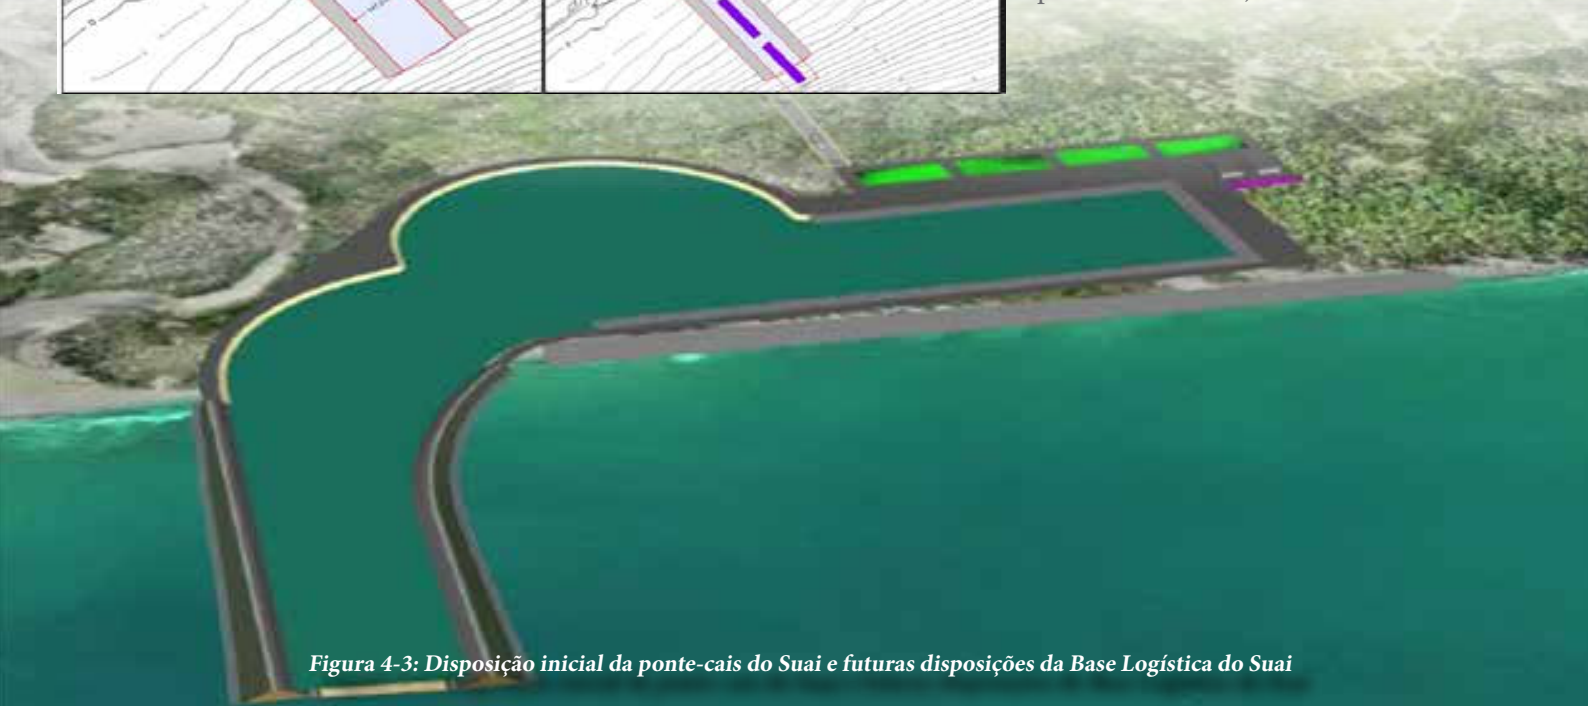 Figura 4-3: Disposição inicial da ponte-cais do Suai e futuras disposições da Base Logística do Suai